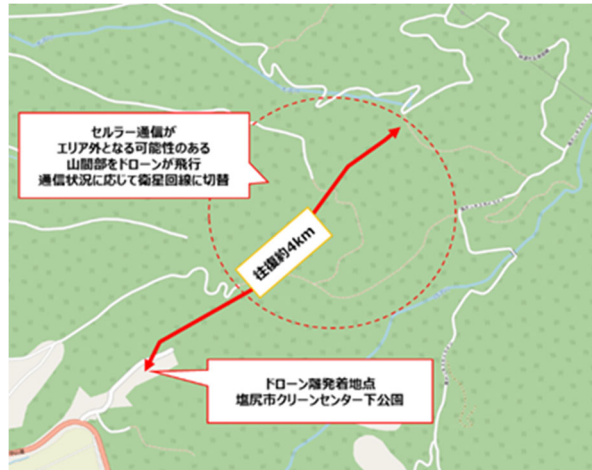 セルラー通信が
エリア外となる可能性のある
山間部をドローンが飛行
通信状況に応じて衛星回線に切替
往復約4km
ドローン離発着地点
塩尻市クリーンセンター下公園